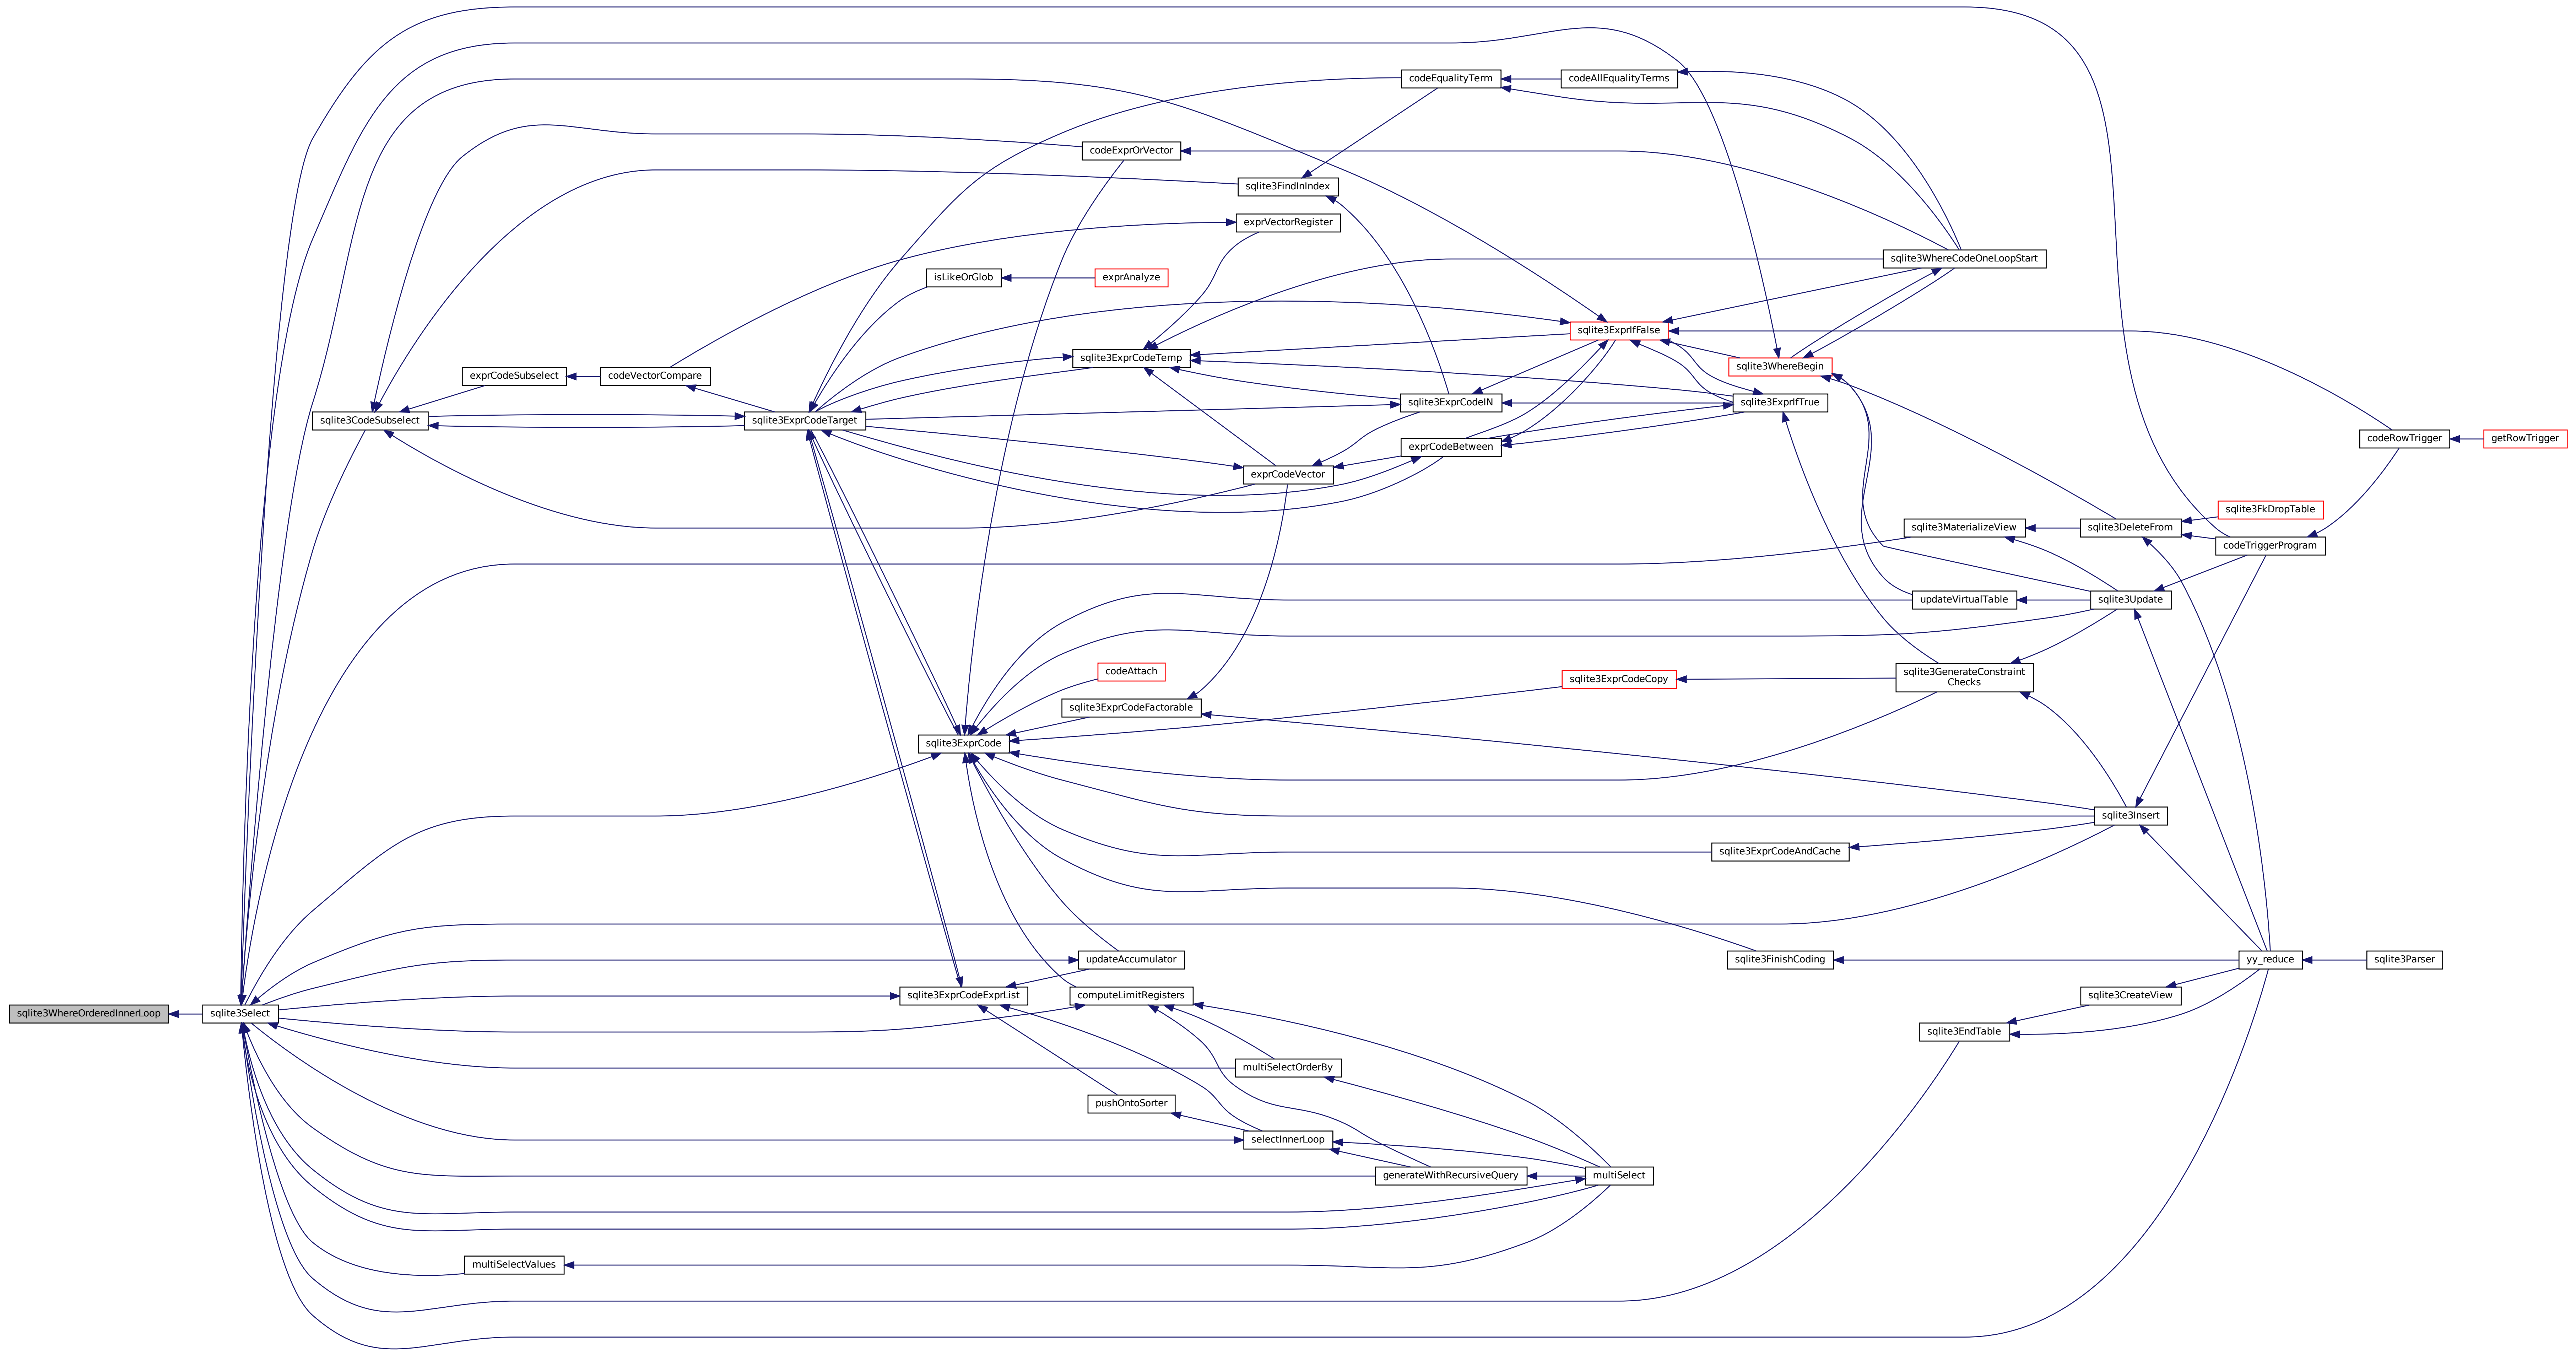 codeEqualityTerm
codeAllEqualityTerms
codeExprOrVector
sqlite3FindInIndex
exprVectorRegister
sqlite3WhereCodeOneLoopStart
isLikeOrGlob
exprAnalyze
sqlite3ExprIfFalse
sqlite3ExprCodeTemp
sqlite3WhereBegin
exprCodeSubselect
codeVectorCompare
sqlite3ExprCodeIN
sqlite3ExprIfTrue
sqlite3CodeSubselect
sqlite3ExprCodeTarget
codeRowTrigger
getRowTrigger
exprCodeBetween
exprCodeVector
sqlite3FkDropTable
sqlite3MaterializeView
sqlite3DeleteFrom
codeTriggerProgram
updateVirtualTable
sqlite3Update
codeAttach
sqlite3ExprCodeCopy
sqlite3GenerateConstraint
Checks
sqlite3ExprCodeFactorable
sqlite3ExprCode
sqlite3Insert
sqlite3ExprCodeAndCache
updateAccumulator
sqlite3FinishCoding
yy_reduce
sqlite3Parser
sqlite3ExprCodeExprList
computeLimitRegisters
sqlite3CreateView
sqlite3WhereOrderedInnerLoop
sqlite3Select
sqlite3EndTable
multiSelectOrderBy
pushOntoSorter
selectInnerLoop
generateWithRecursiveQuery
multiSelect
multiSelectValues